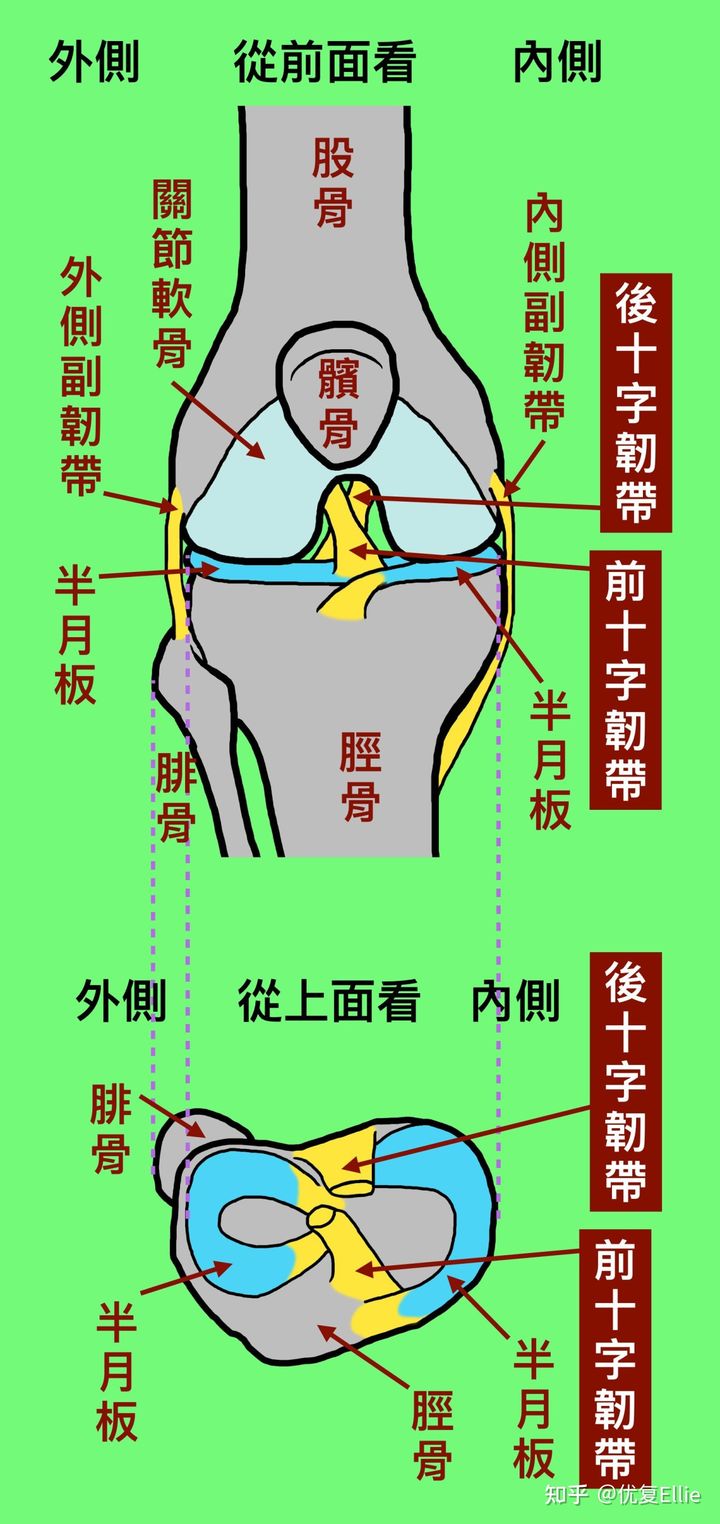 外側
從前面看
內側
股骨
關節軟骨
內側副韌帶
外側副韌帶
後十字韌帶
髕骨
前十字韌帶
半月板
半月板
脛骨
腓骨
外側
從上面看
內側
後十字韌帶
腓骨
前十字韌帶
半月板
半月板
脛骨
知乎 @优复Ellie